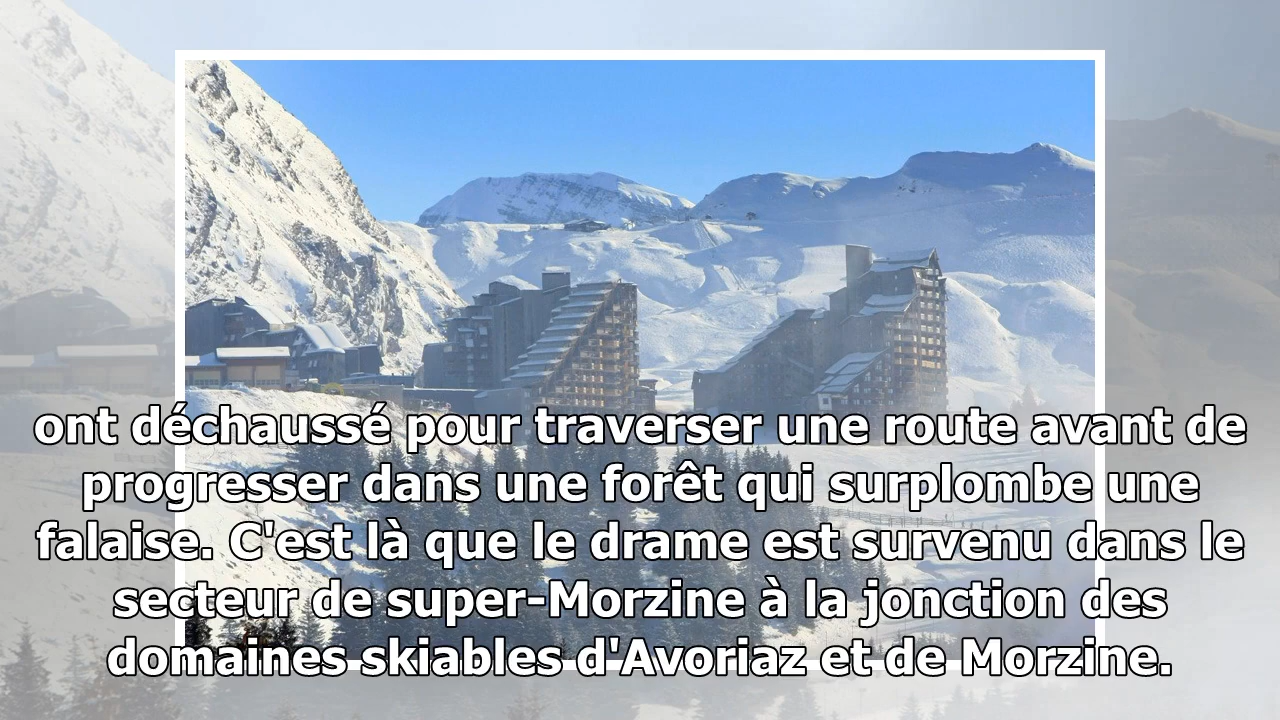 ont déchaussé pour traverser une route avant de
progresser dans une forêt qui surplombe une
falaise. C'est là que le drame est survenu dans le
secteur de super-Morzine à la jonction des
domaines skiables d'Avoriaz et de Morzine.